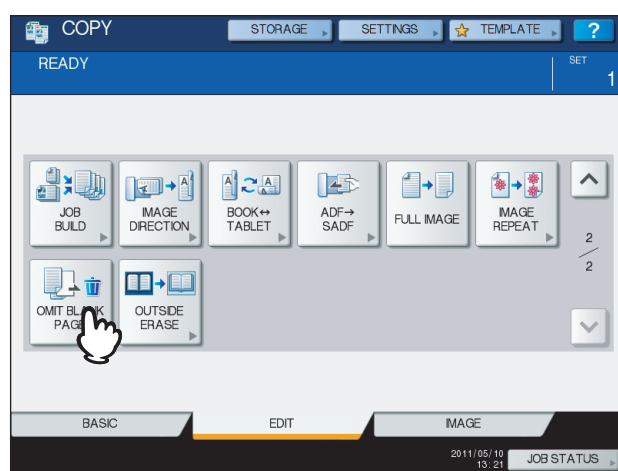 COPY
STORAGE
SETTINGS
TEMPLATE
?
READY
SET
1
JOB
BUILD
IMAGE
DIRECTION
BOOK↔
TABLET
ADF→
SADF
FULL IMAGE
IMAGE
REPEAT
2
2
OMIT BLANK
PAGE
OUTSIDE
ERASE
BASIC
EDIT
IMAGE
2011/05/10
13:21
JOB STATUS